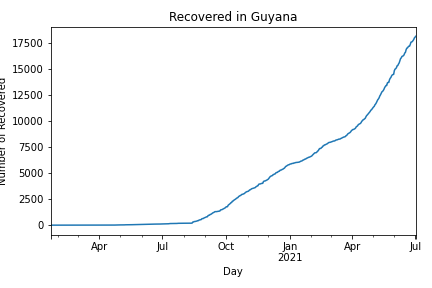 Recovered in Guyana
17500
15000
12500
10000
7500
5000
2500
0
Number of Recovered
Apr
Jul
Oct
Jan
2021
Apr
Jul
Day